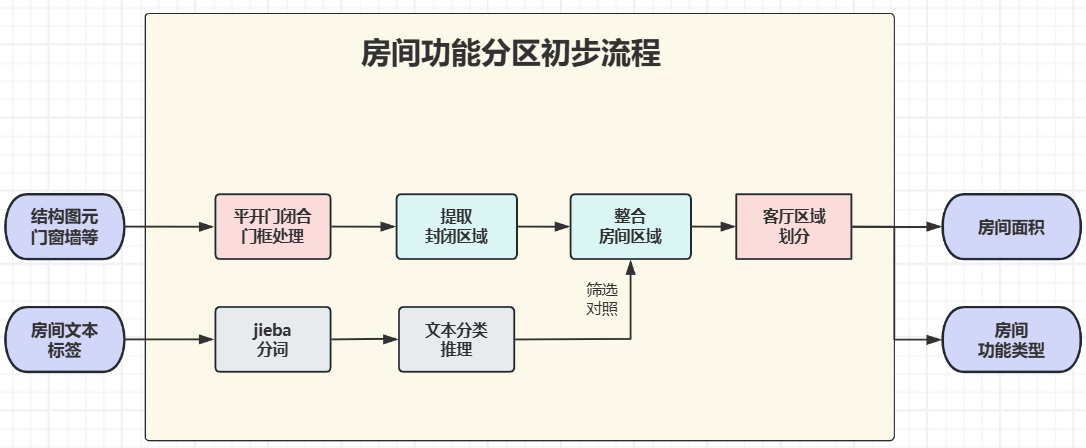 房间功能分区初步流程
结构图元
门窗墙等
平开门闭合
门框处理
提取
封闭区域
整合
房间区域
客厅区域
划分
房间面积
筛选
对照
房间文本
标签
jieba
分词
文本分类
推理
房间
功能类型